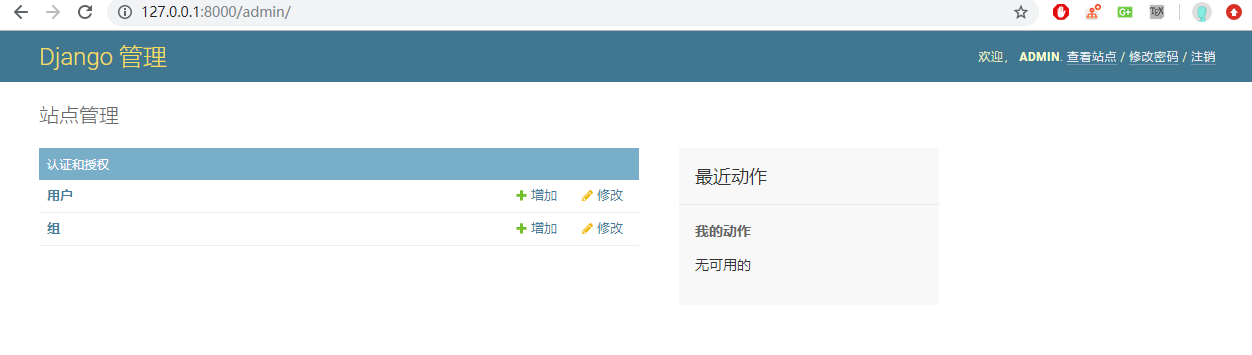 127.0.0.1:8000/admin/
G+
TEX
Django 管理
欢迎， ADMIN. 查看站点 / 修改密码 / 注销
站点管理
认证和授权
用户 增加 修改
组 增加 修改
最近动作
我的动作
无可用的